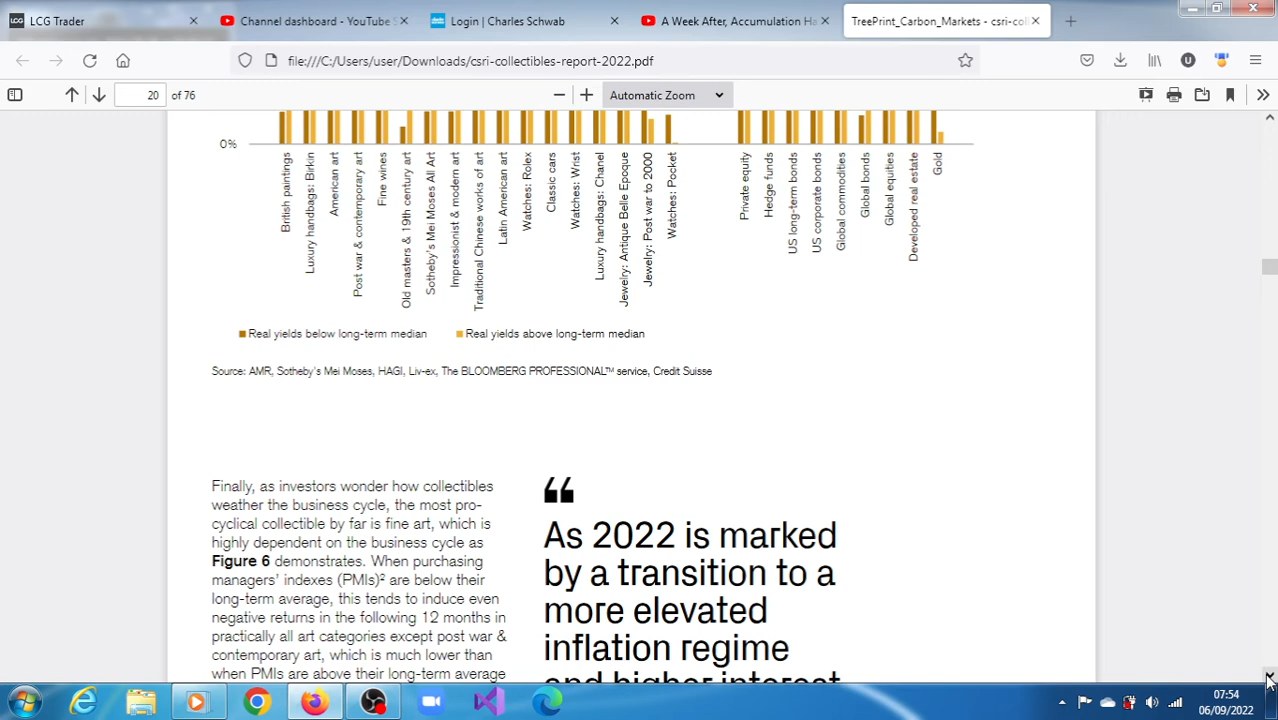 LCG Trader
Channel dashboard - YouTube S
Login | Charles Schwab
A Week After, Accumulation Ha
TreePrint_Carbon_Markets - csri-coll
file:///C:/Users/user/Downloads/csri-collectibles-report-2022.pdf
20 of 76
Automatic Zoom
0%
British paintings
Luxury handbags: Birkin
American art
Post war & contemporary art
Fine wines
Old masters & 19th century art
Sotheby's Mei Moses All Art
Impressionist & modern art
Traditional Chinese works of art
Latin American art
Watches: Rolex
Classic cars
Watches: Wrist
Luxury handbags: Chanel
Jewelry: Antique Belle Epoque
Jewelry: Post war to 2000
Watches: Pocket
Private equity
Hedge funds
US long-term bonds
US corporate bonds
Global commodities
Global bonds
Global equities
Developed real estate
Gold
Real yields below long-term median
Real yields above long-term median
Source: AMR, Sotheby's Mei Moses, HAGI, Liv-ex, The BLOOMBERG PROFESSIONAL™ service, Credit Suisse
Finally, as investors wonder how collectibles
weather the business cycle, the most pro-
cyclical collectible by far is fine art, which is
highly dependent on the business cycle as
Figure 6 demonstrates. When purchasing
managers' indexes (PMIs)² are below their
long-term average, this tends to induce even
negative returns in the following 12 months in
practically all art categories except post war &
contemporary art, which is much lower than
when PMIs are above their long-term average
“
As 2022 is marked
by a transition to a
more elevated
inflation regime
and higher interest
07:54
06/09/2022